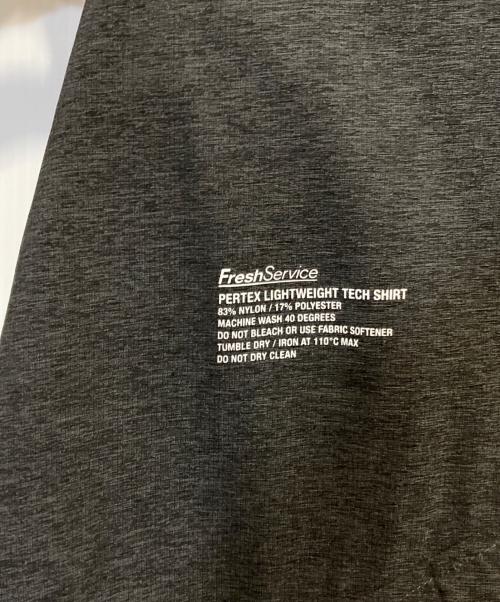 FreshService
PERTEX LIGHTWEIGHT TECH SHIRT
83% NYLON / 17% POLYESTER
MACHINE WASH 40 DEGREES
DO NOT BLEACH OR USE FABRIC SOFTENER
TUMBLE DRY / IRON AT 110°C MAX
DO NOT DRY CLEAN